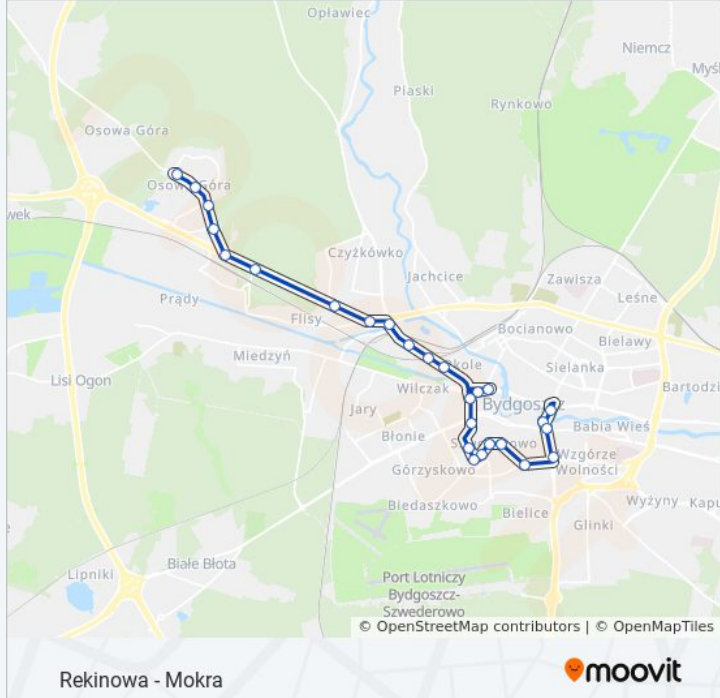 Opławiec
Niemcz
Piaski
Rynkowo
Osowa Góra
Osowa Góra
wek
Czyżkówko
Jachcice
Zawisza
Leśne
Prądy
Flisy
Bocianowo
Bielawy
Miedzyń
Okole
Sielanka
Lisi Ogon
Wilczak
Bartodzi
Jary
Bydgoszcz
Babia Wieś
Błonie
Górzyskowo
Wzgórze
Wolności
Biedaszkowo
Bielice
Wyżyny
Kapu
Glinki
Białe Błota
Lipniki
Port Lotniczy
Bydgoszcz-
Szwederowo
© OpenStreetMap contributors | © OpenMapTiles
Rekinowa - Mokra
moovit